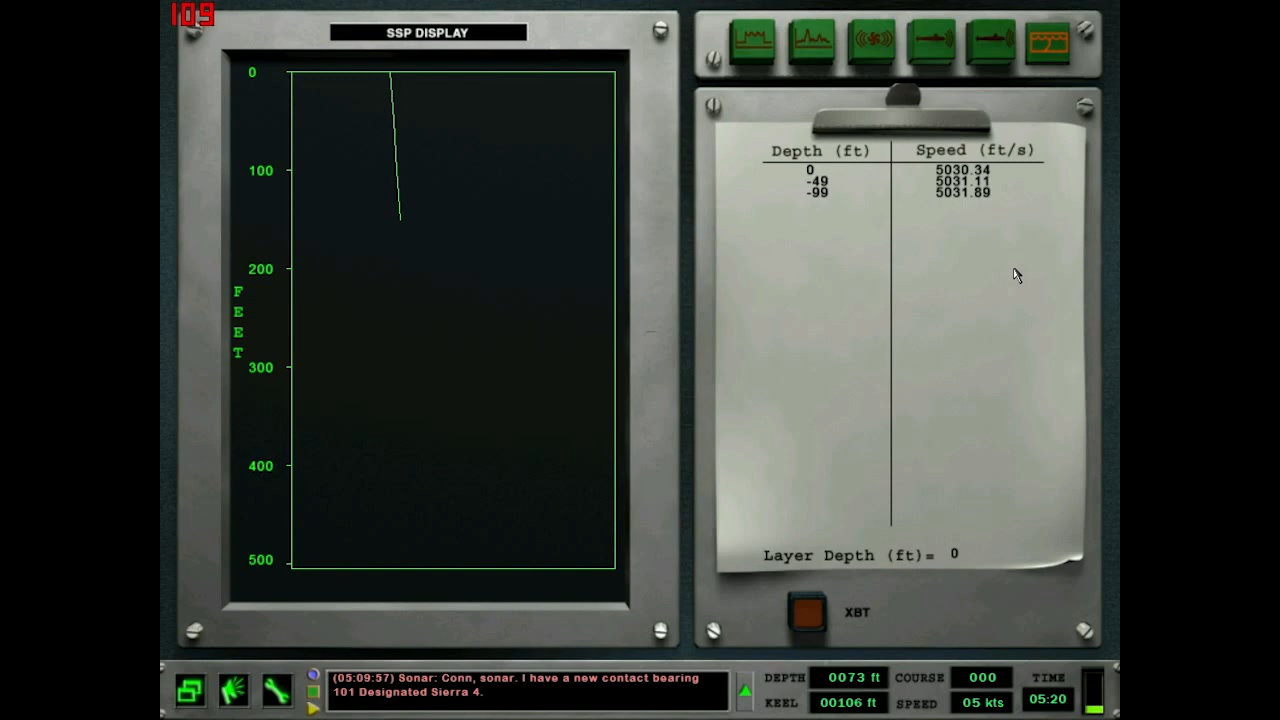 109
SSP DISPLAY
0
100
200
300
400
500
FEET
Depth (ft) Speed (ft/s)
0 5030.34
-49 5031.11
-99 5031.89
Layer Depth (ft)= 0
XBT
(05:09:57) Sonar: Conn, sonar. I have a new contact bearing
101 Designated Sierra 4.
DEPTH 0073 ft COURSE 000 TIME
KEEL 00106 ft SPEED 05 kts 05:20